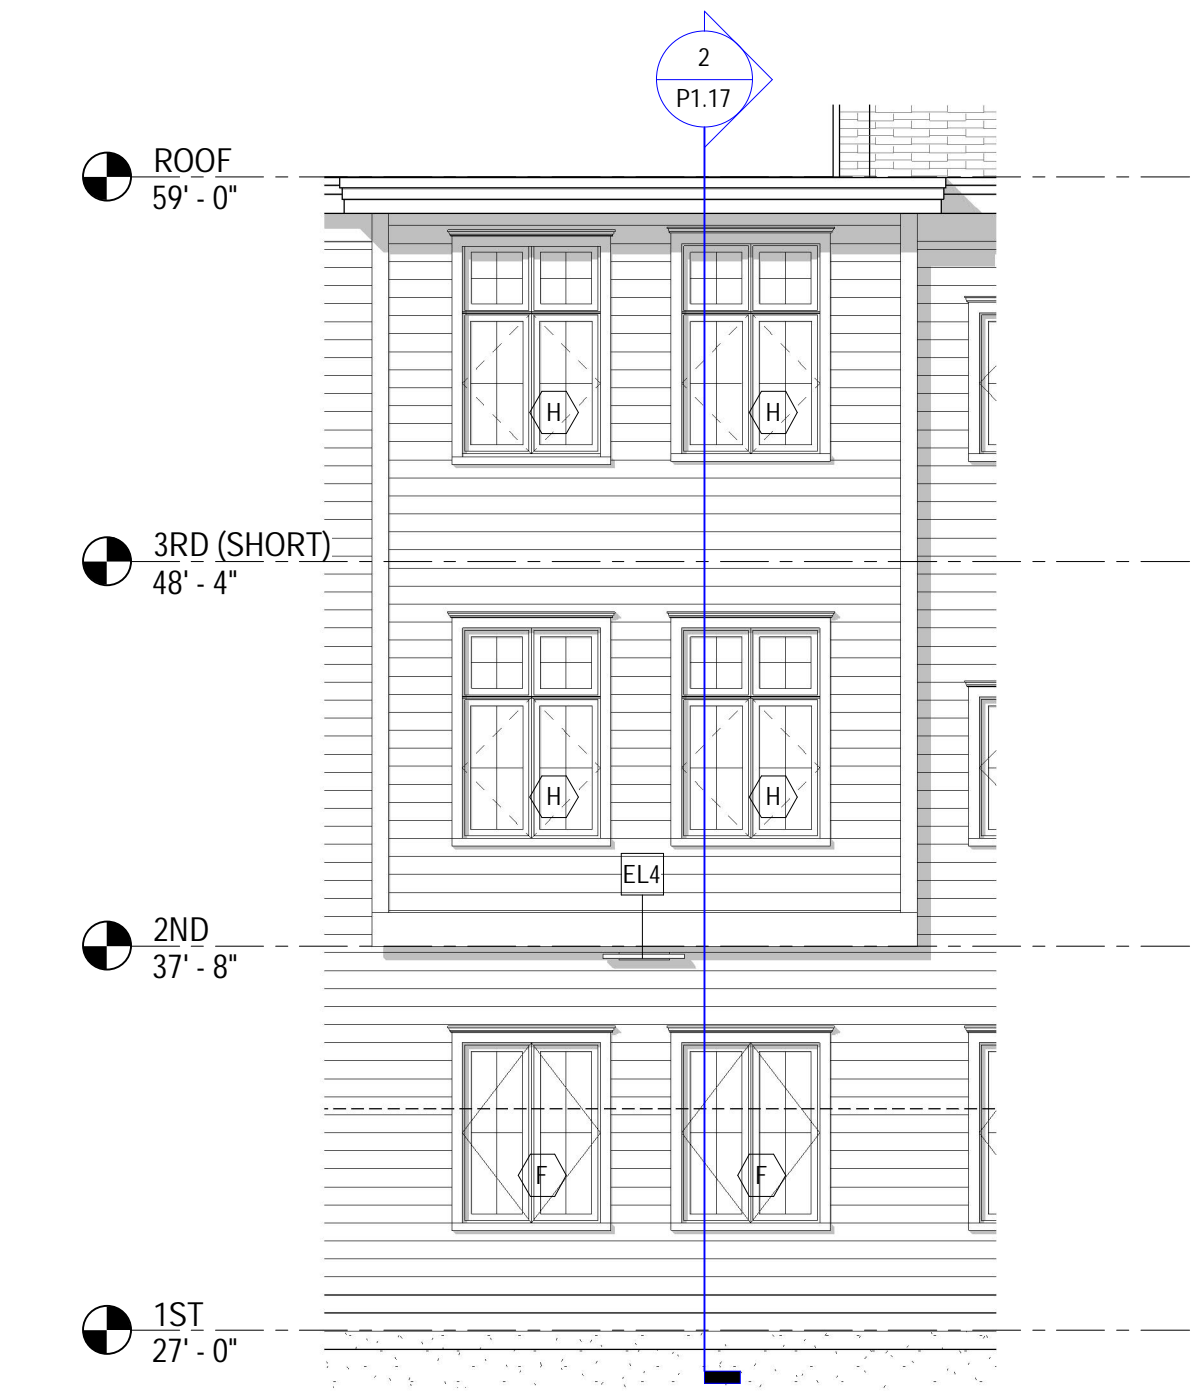 2
P1.17
ROOF
59' - 0"
H
H
3RD (SHORT)
48' - 4"
H
H
EL4
2ND
37' - 8"
F
F
1ST
27' - 0"